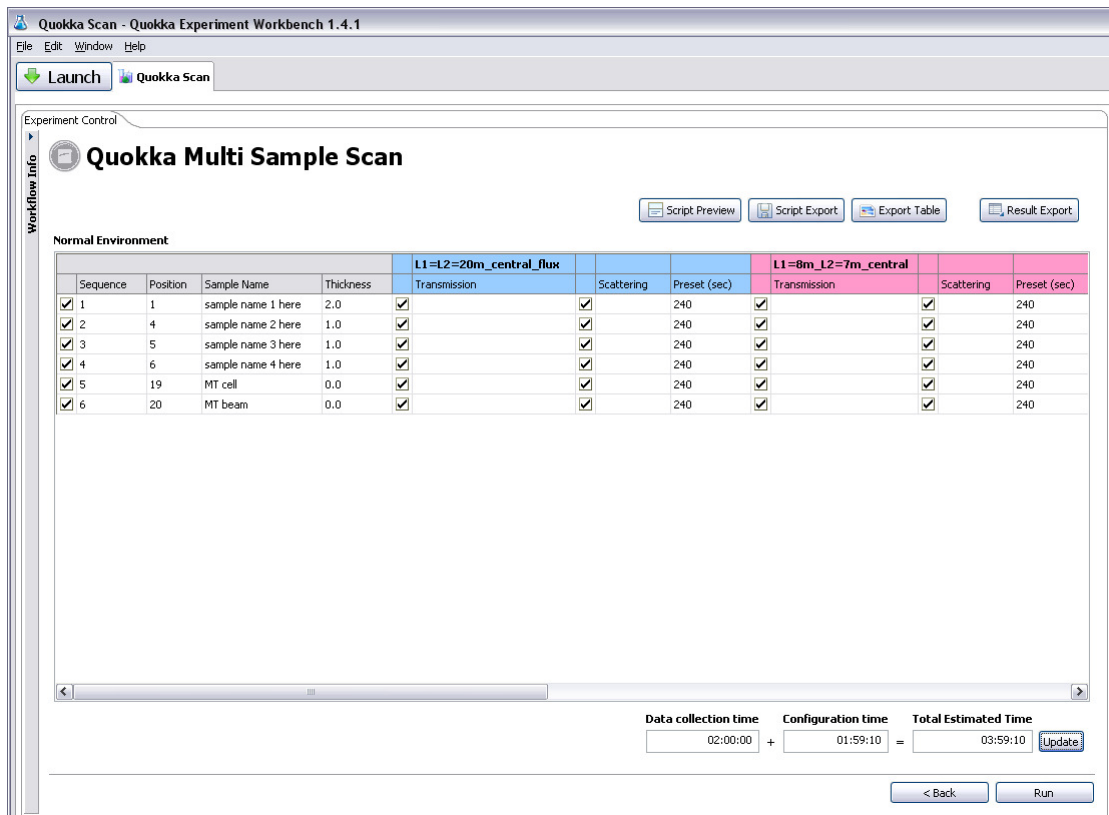 Quokka Scan - Quokka Experiment Workbench 1.4.1
File Edit Window Help
Launch Quokka Scan
Experiment Control
Workflow Info
Quokka Multi Sample Scan
Script Preview Script Export Export Table Result Export
Normal Environment
L1=L2=20m_central_flux L1=8m_L2=7m_central
Sequence Position Sample Name Thickness Transmission Scattering Preset (sec) Transmission Scattering Preset (sec)
1 1 sample name 1 here 2.0 240 240
2 4 sample name 2 here 1.0 240 240
3 5 sample name 3 here 1.0 240 240
4 6 sample name 4 here 1.0 240 240
5 19 MT cell 0.0 240 240
6 20 MT beam 0.0 240 240
Data collection time Configuration time Total Estimated Time
02:00:00 + 01:59:10 = 03:59:10 Update
< Back Run